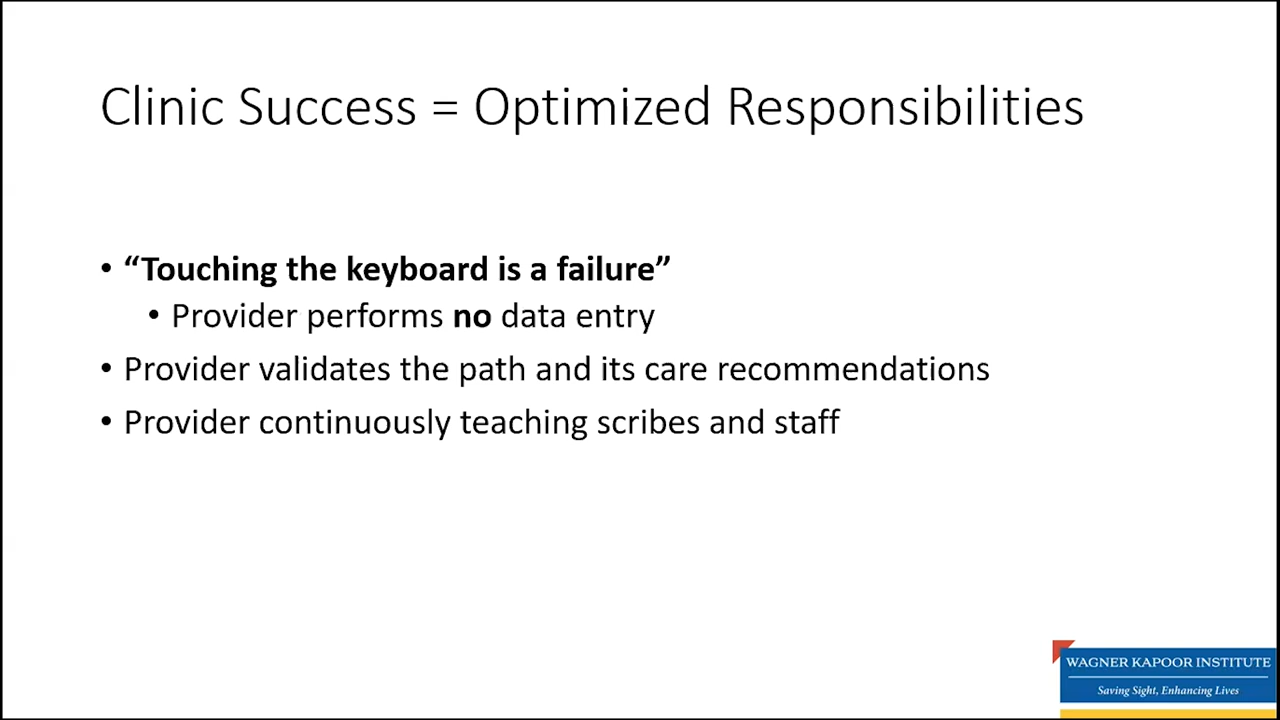 Clinic Success = Optimized Responsibilities
• “Touching the keyboard is a failure”
• Provider performs no data entry
• Provider validates the path and its care recommendations
• Provider continuously teaching scribes and staff
WAGNER KAPOOR INSTITUTE
Saving Sight, Enhancing Lives